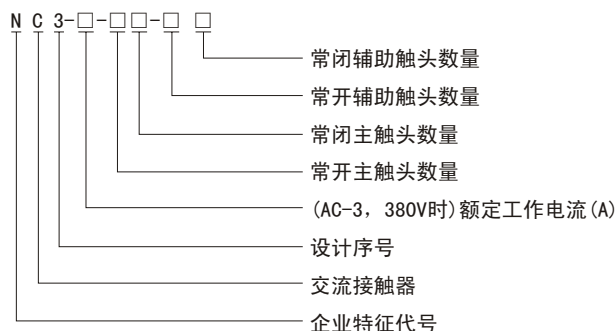 NC3-□-□□-□ □
常闭辅助触头数量
常开辅助触头数量
常闭主触头数量
常开主触头数量
(AC-3，380V时)额定工作电流(A)
设计序号
交流接触器
企业特征代号